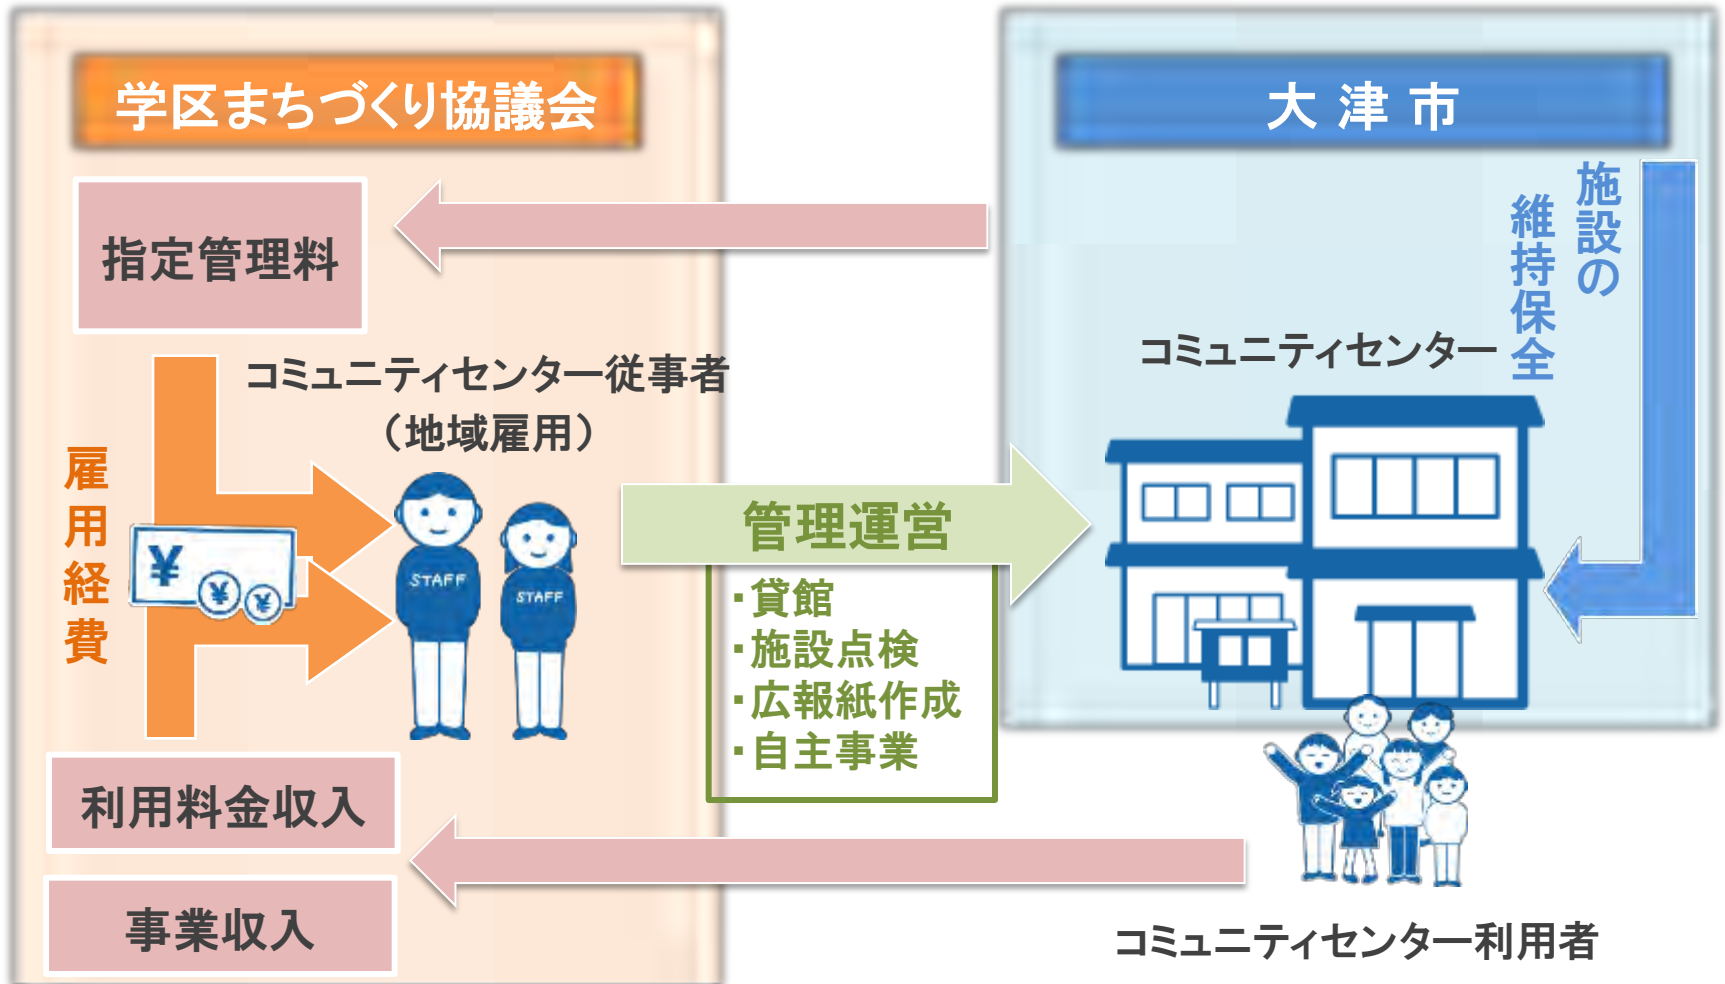 学区まちづくり協議会
大津市
指定管理料
施設の
維持保全
コミュニティセンター従事者
（地域雇用）
コミュニティセンター
雇用経費
¥
¥
¥
STAFF
STAFF
管理運営
・貸館
・施設点検
・広報紙作成
・自主事業
利用料金収入
事業収入
コミュニティセンター利用者